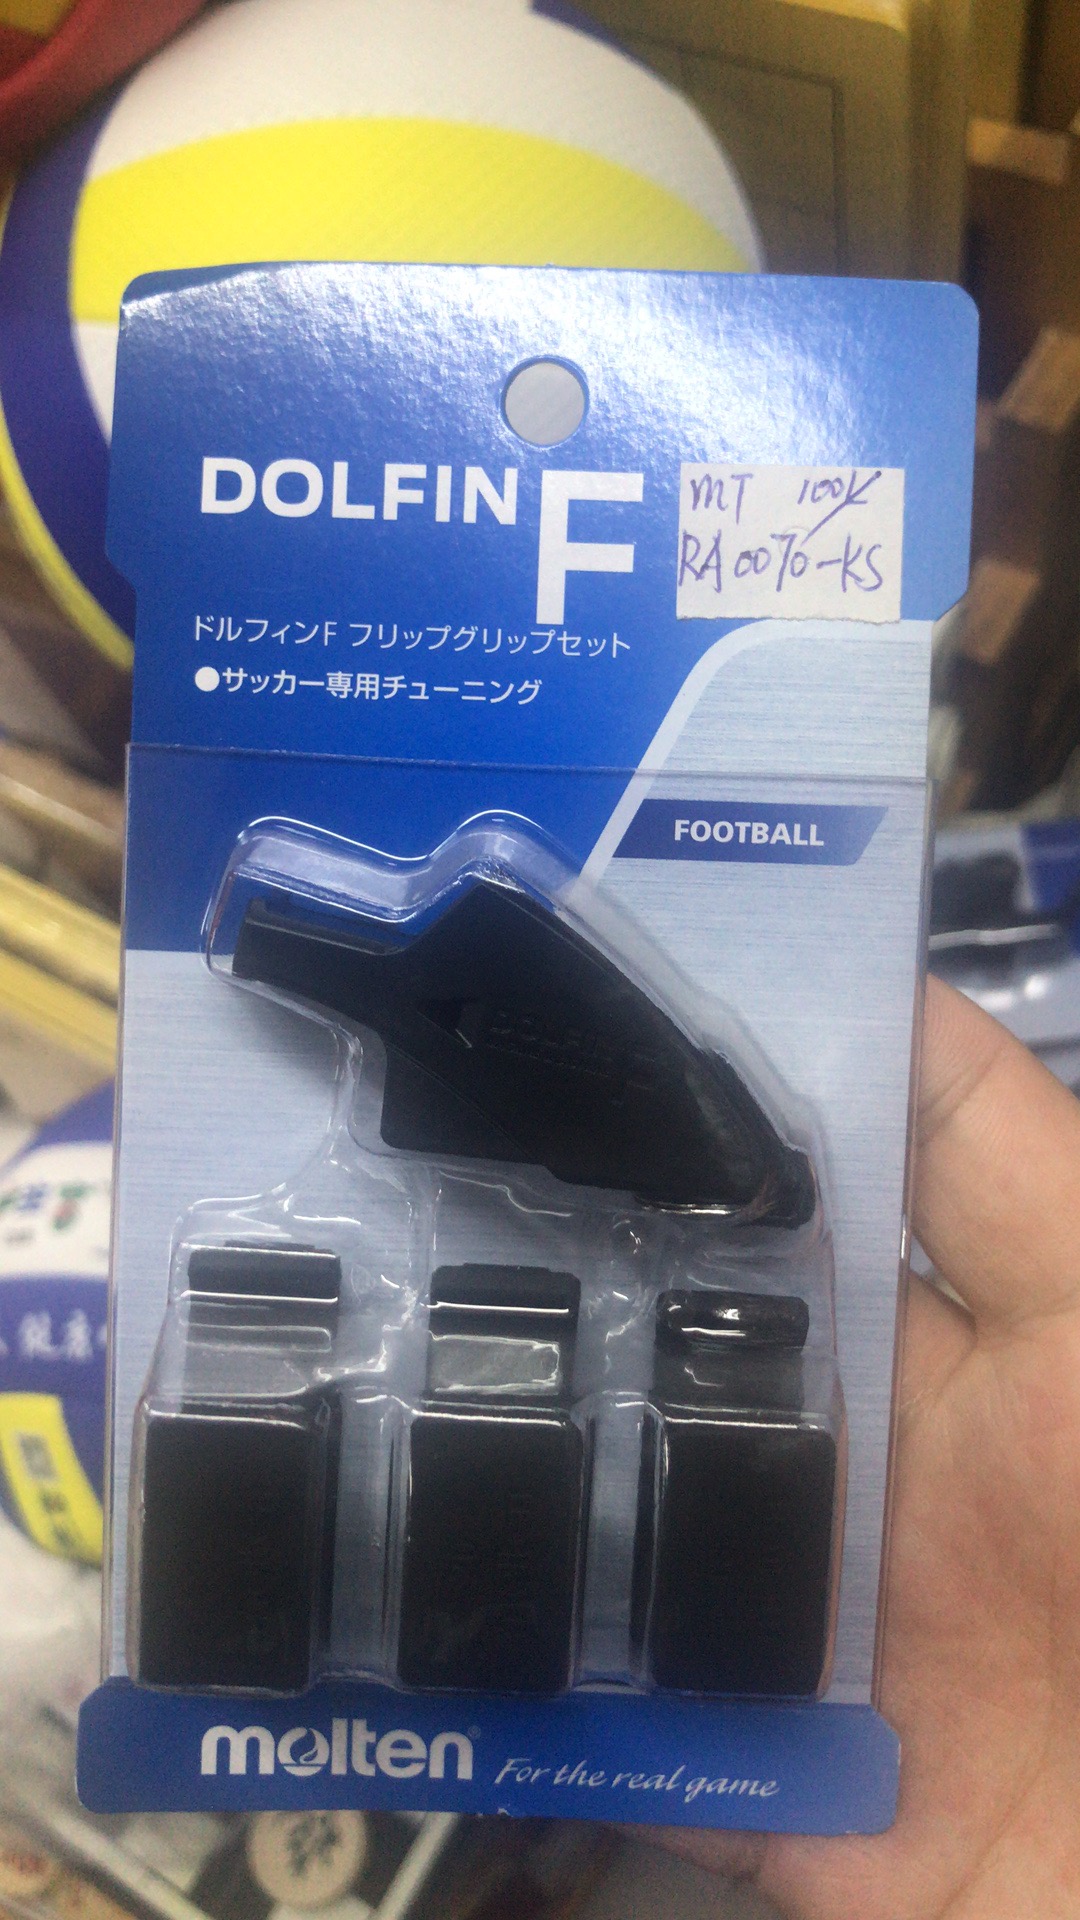 DOLFIN F
MT 100K
RA0070-KS
ドルフィンF フリップグリップセット
●サッカー専用チューニング
FOOTBALL
DOLFIN F
molten®
For the real game